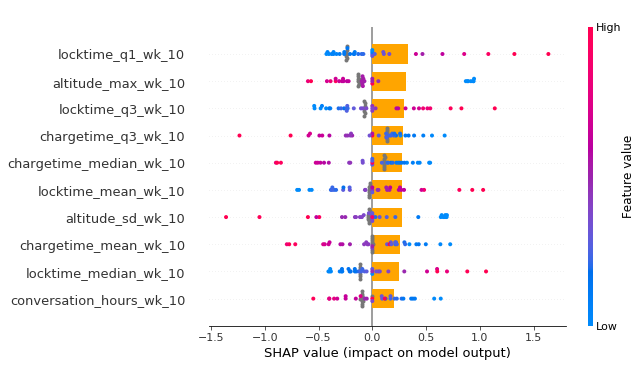 locktime_q1_wk_10
altitude_max_wk_10
locktime_q3_wk_10
chargetime_q3_wk_10
chargetime_median_wk_10
locktime_mean_wk_10
altitude_sd_wk_10
chargetime_mean_wk_10
locktime_median_wk_10
conversation_hours_wk_10
−1.5 −1.0 −0.5 0.0 0.5 1.0 1.5
SHAP value (impact on model output)
High
Feature value
Low